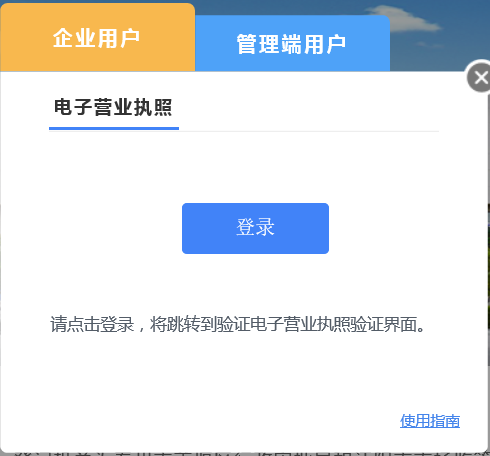 企业用户
管理端用户
电子营业执照
登录
请点击登录，将跳转到验证电子营业执照验证界面。
使用指南